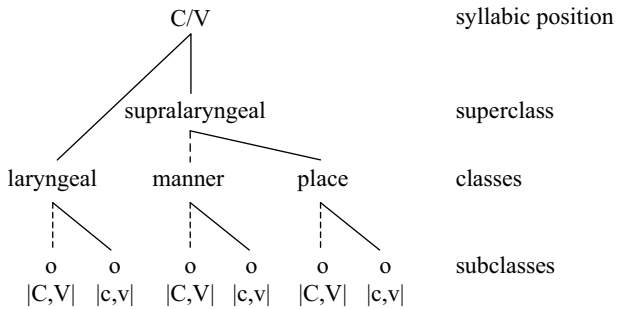 C/V syllabic position
supralaryngeal superclass
laryngeal manner place classes
o o o o o o subclasses
|C,V| |c,v| |C,V| |c,v| |C,V| |c,v|